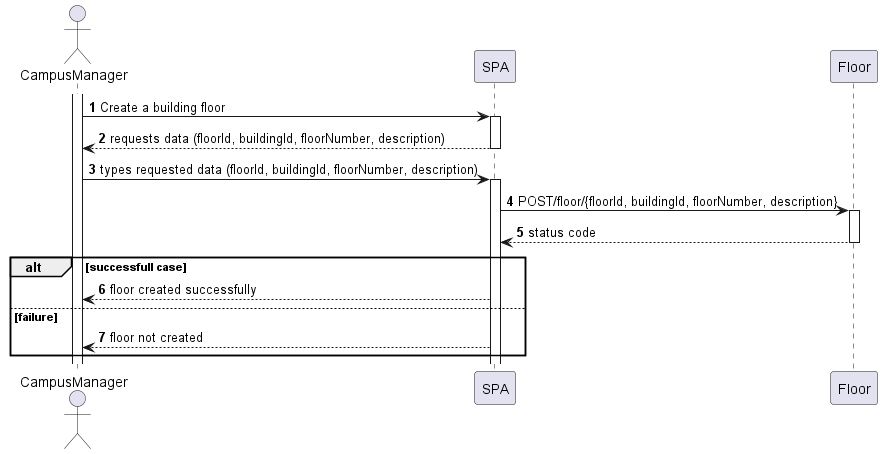 CampusManager
SPA
Floor
1 Create a building floor
2 requests data (floorId, buildingId, floorNumber, description)
3 types requested data (floorId, buildingId, floorNumber, description)
4 POST/floor/{floorId, buildingId, floorNumber, description}
5 status code
alt [successfull case]
6 floor created successfully
[failure]
7 floor not created
CampusManager
SPA
Floor